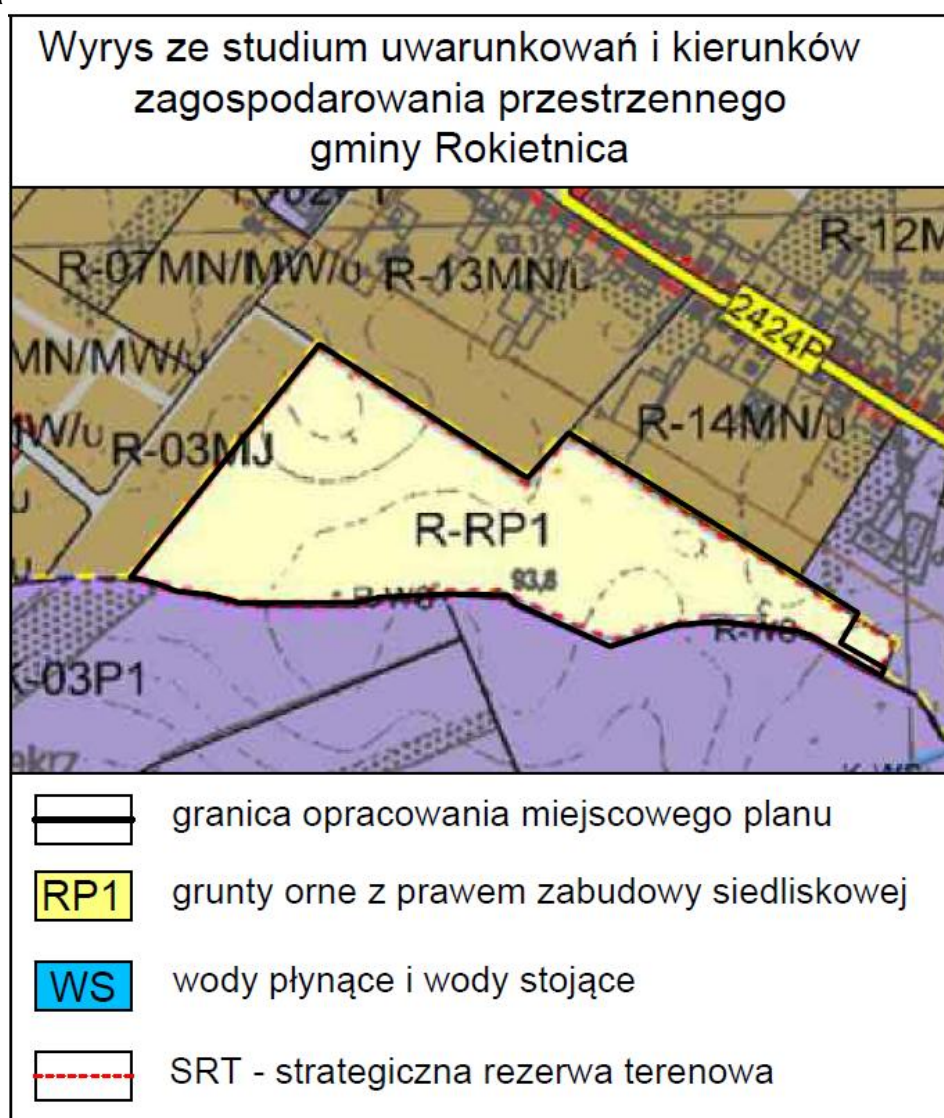 Wyrys ze studium uwarunkowań i kierunków
zagospodarowania przestrzennego
gminy Rokietnica
R-12M
R-07MN/MW/u
R-13MN/u
2424P
MN/MW/u
R-14MN/u
R-03MJ
R-RP1
93,8
R-WS
R-WS
K-03P1
granica opracowania miejscowego planu
RP1 grunty orne z prawem zabudowy siedliskowej
WS wody płynące i wody stojące
SRT - strategiczna rezerwa terenowa